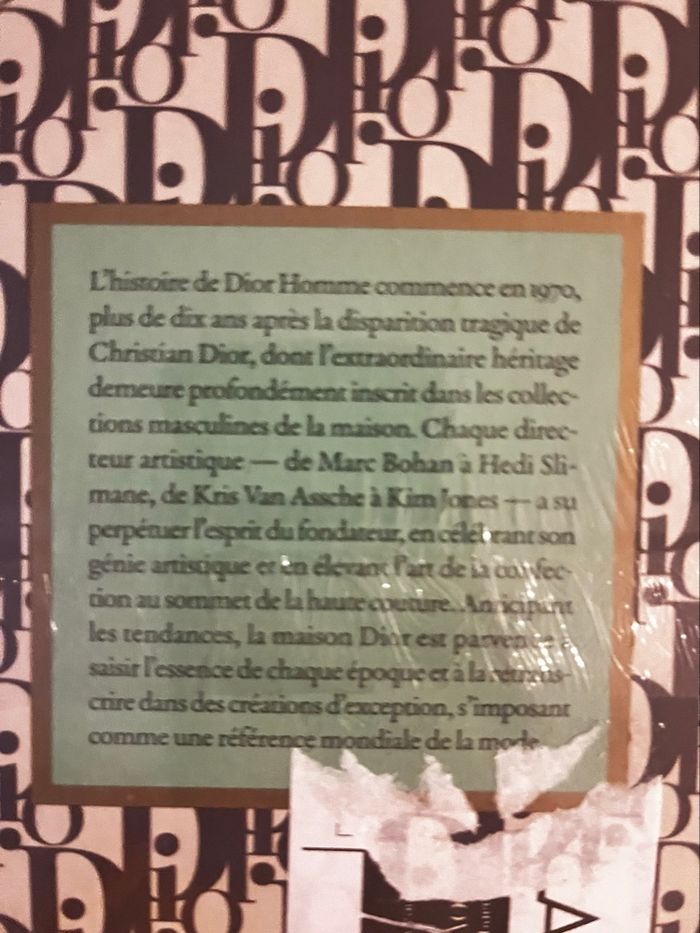 L'histoire de Dior Homme commence en 1970,
plus de dix ans après la disparition tragique de
Christian Dior, dont l'extraordinaire héritage
demeure profondément inscrit dans les collec-
tions masculines de la maison. Chaque direc-
teur artistique — de Marc Bohan à Hedi Sli-
mane, de Kris Van Assche à Kim Jones — a su
perpétuer l'esprit du fondateur, en célébrant son
génie artistique et en élevant l'art de la confec-
tion au sommet de la haute couture. Anticipant
les tendances, la maison Dior est parvenue à
saisir l'essence de chaque époque et à la retrans-
crire dans des créations d'exception, s'imposant
comme une référence mondiale de la mode.